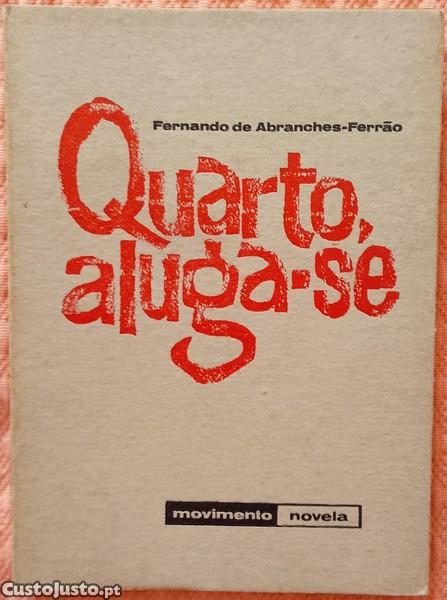 Fernando de Abranches-Ferrão
Quarto,
aluga-se
movimento novela
CustoJusto.pt